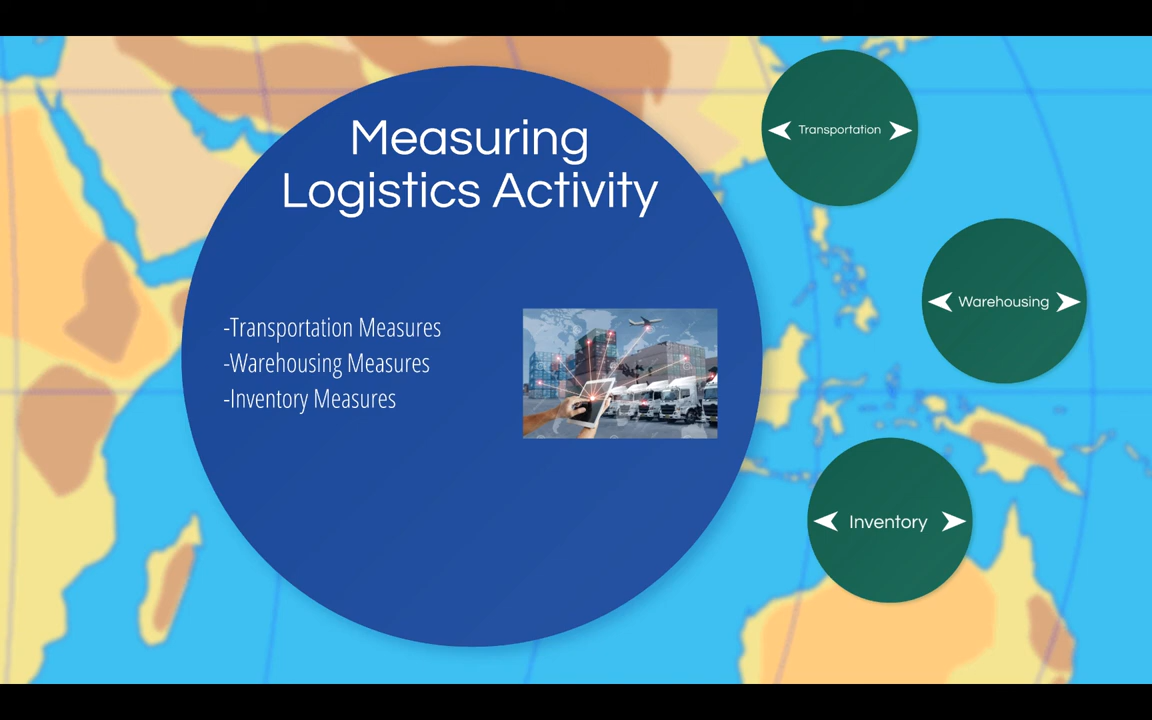 Measuring
Logistics Activity
-Transportation Measures
-Warehousing Measures
-Inventory Measures
Transportation
Warehousing
Inventory